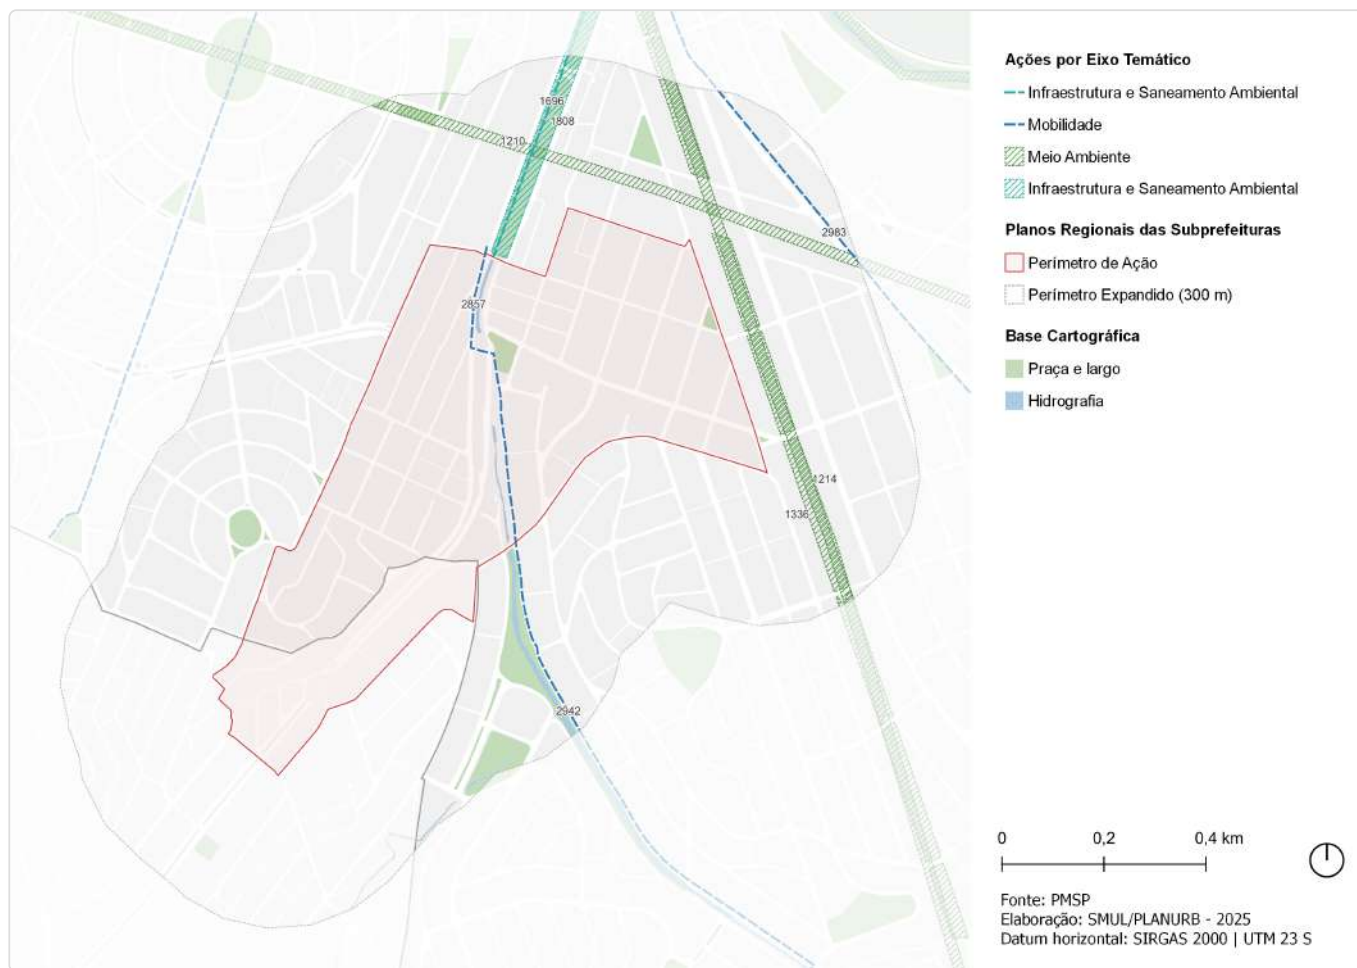 1696
1808
1210
2983
2857
1214
1336
2942
Ações por Eixo Temático
Infraestrutura e Saneamento Ambiental
Mobilidade
Meio Ambiente
Infraestrutura e Saneamento Ambiental
Planos Regionais das Subprefeituras
Perímetro de Ação
Perímetro Expandido (300 m)
Base Cartográfica
Praça e largo
Hidrografia
0 0,2 0,4 km
Fonte: PMSP
Elaboração: SMUL/PLANURB - 2025
Datum horizontal: SIRGAS 2000 | UTM 23 S